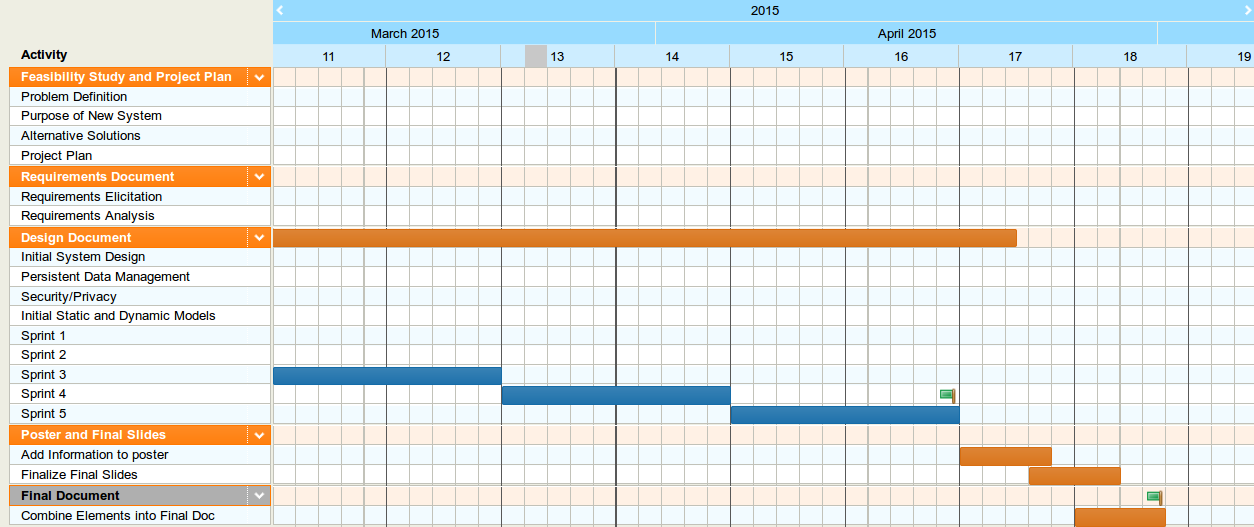 2015
March 2015 April 2015
Activity 11 12 13 14 15 16 17 18 19
Feasibility Study and Project Plan
Problem Definition
Purpose of New System
Alternative Solutions
Project Plan
Requirements Document
Requirements Elicitation
Requirements Analysis
Design Document
Initial System Design
Persistent Data Management
Security/Privacy
Initial Static and Dynamic Models
Sprint 1
Sprint 2
Sprint 3
Sprint 4
Sprint 5
Poster and Final Slides
Add Information to poster
Finalize Final Slides
Final Document
Combine Elements into Final Doc